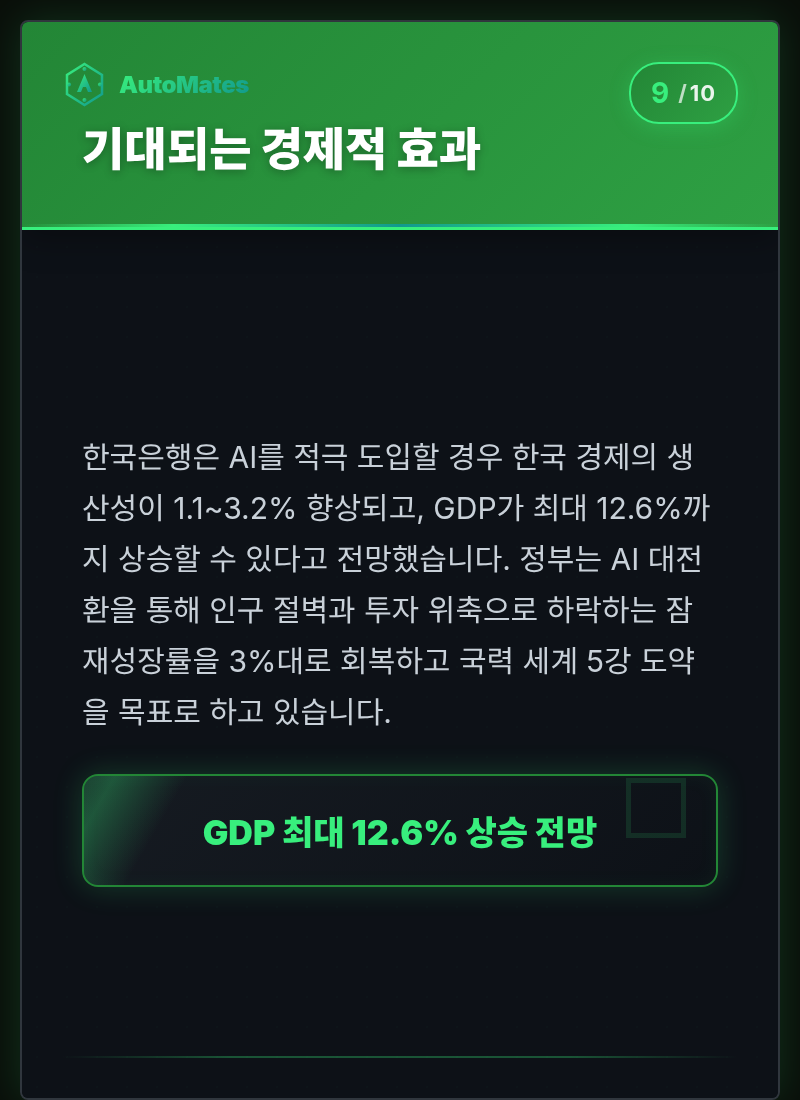 AutoMates
9 /10
기대되는 경제적 효과
한국은행은 AI를 적극 도입할 경우 한국 경제의 생
산성이 1.1~3.2% 향상되고, GDP가 최대 12.6%까
지 상승할 수 있다고 전망했습니다. 정부는 AI 대전
환을 통해 인구 절벽과 투자 위축으로 하락하는 잠
재성장률을 3%대로 회복하고 국력 세계 5강 도약
을 목표로 하고 있습니다.
GDP 최대 12.6% 상승 전망